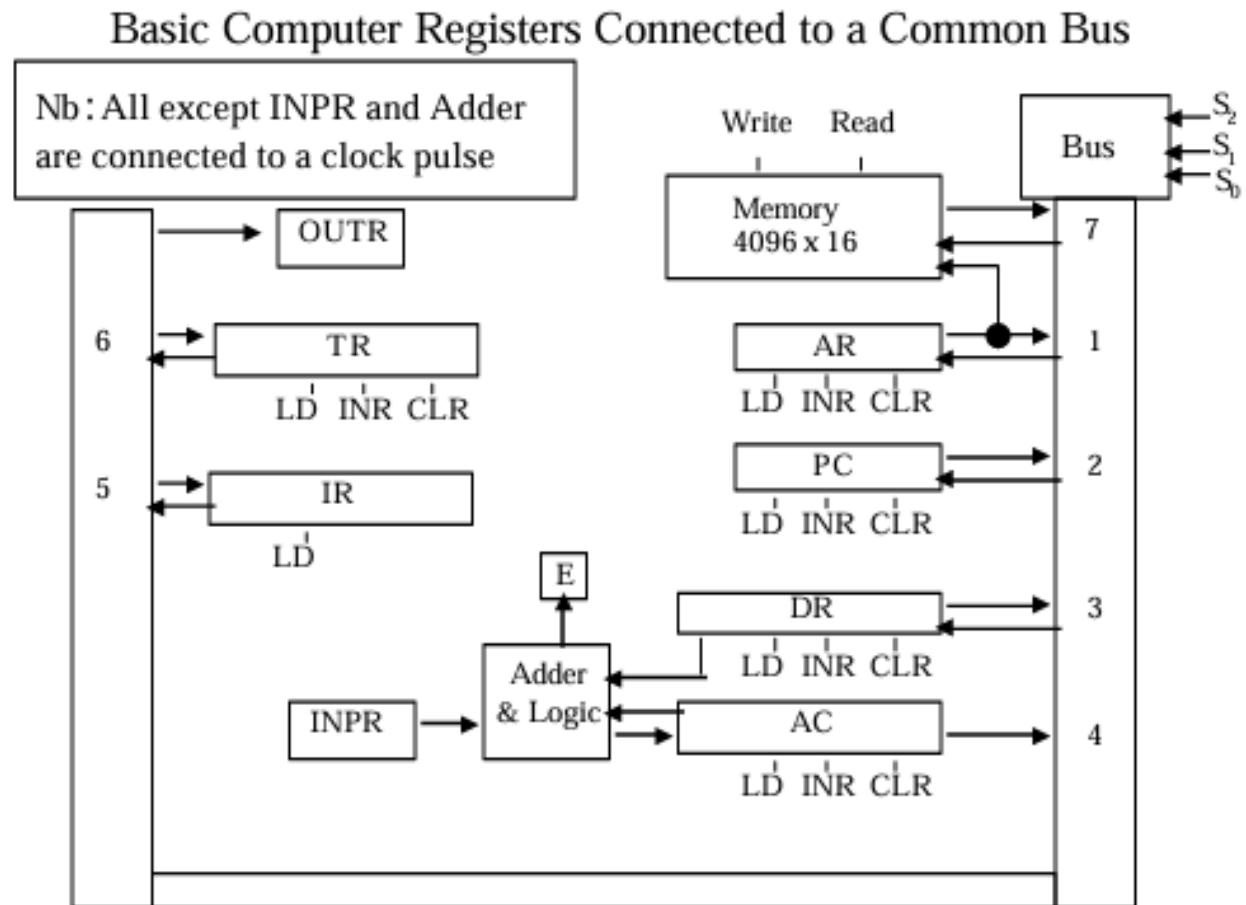 Basic Computer Registers Connected to a Common Bus
Nb: All except INPR and Adder
are connected to a clock pulse
Write Read
Bus
S2
S1
S0
Memory
4096 x 16
7
OUTR
6
TR
LD INR CLR
AR
1
LD INR CLR
5
IR
LD
PC
2
LD INR CLR
E
DR
3
LD INR CLR
INPR
Adder
& Logic
AC
4
LD INR CLR